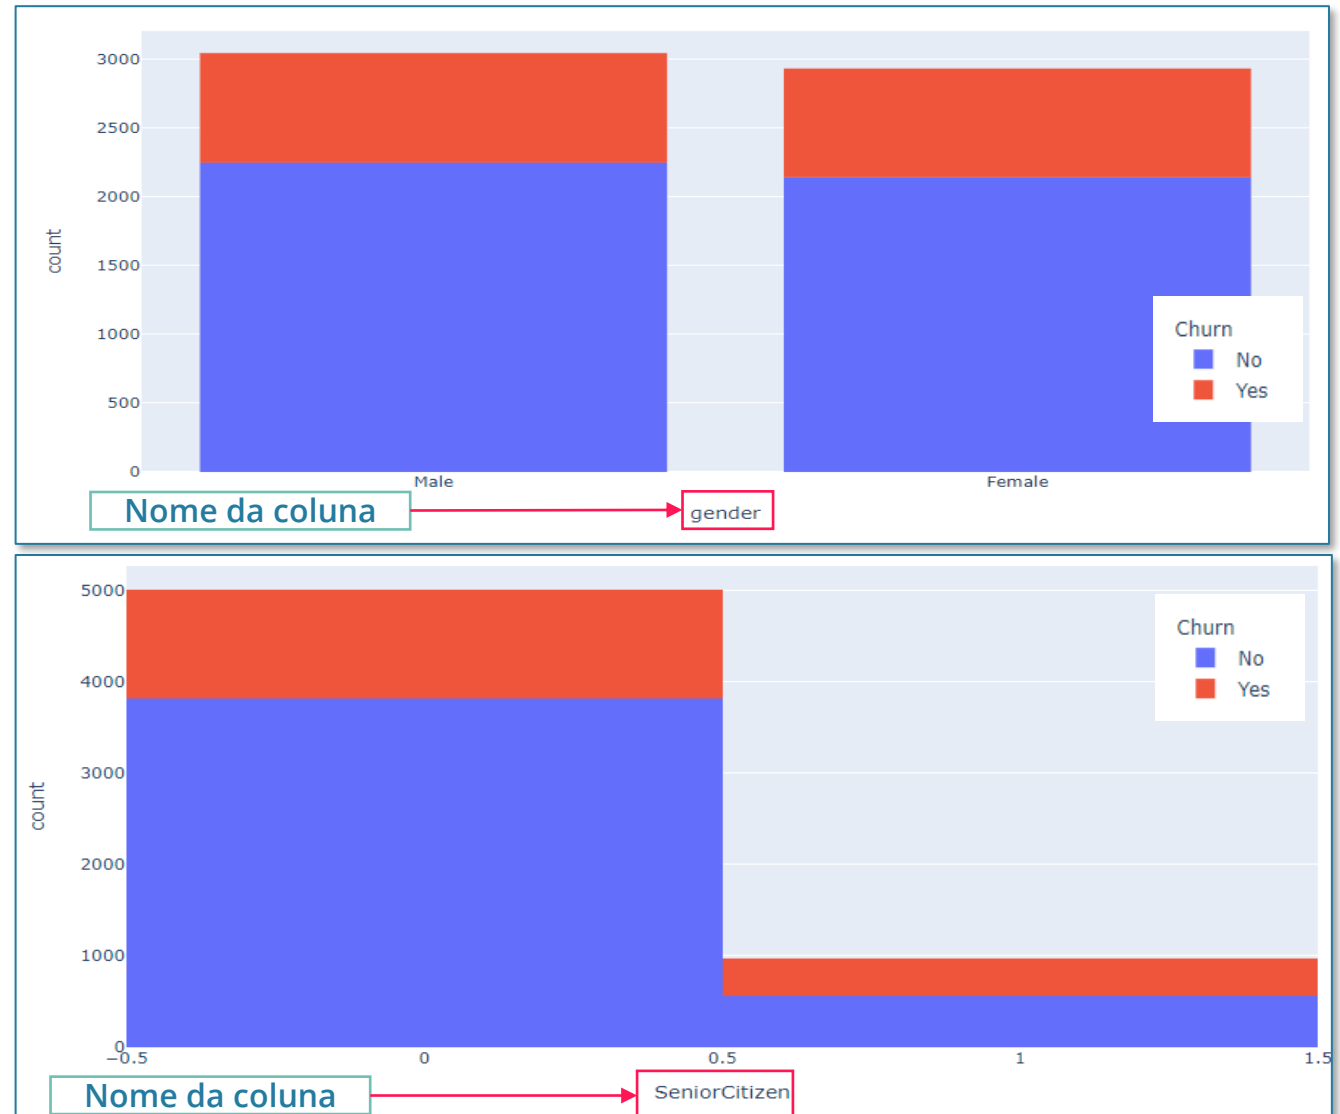 3000
2500
2000
1500
1000
500
0
count
Churn
No
Yes
Male
Female
Nome da coluna
gender
5000
4000
3000
2000
1000
0
count
Churn
No
Yes
−0.5
0
0.5
1
1.5
Nome da coluna
SeniorCitizen